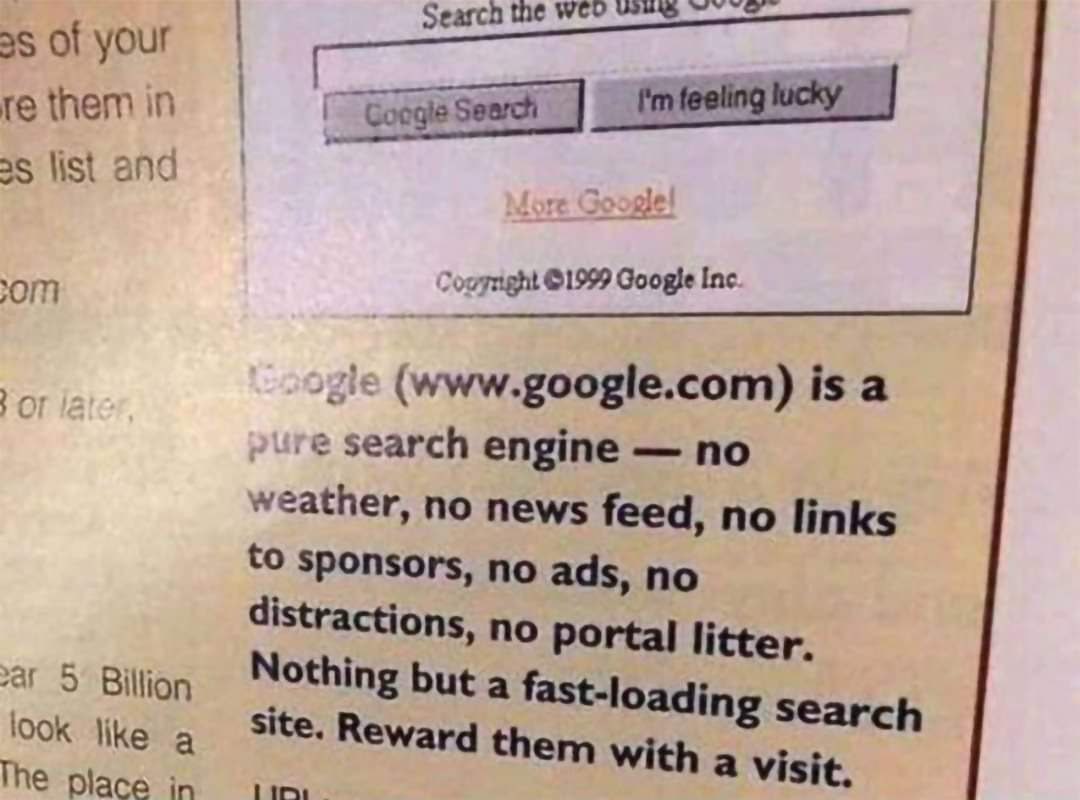 es of your
re them in
es list and
com
or later,
ear 5 Billion
look like a
The place in
Search the web using Google
Google Search
I'm feeling lucky
More Google!
Copyright ©1999 Google Inc.
Google (www.google.com) is a
pure search engine — no
weather, no news feed, no links
to sponsors, no ads, no
distractions, no portal litter.
Nothing but a fast-loading search
site. Reward them with a visit.